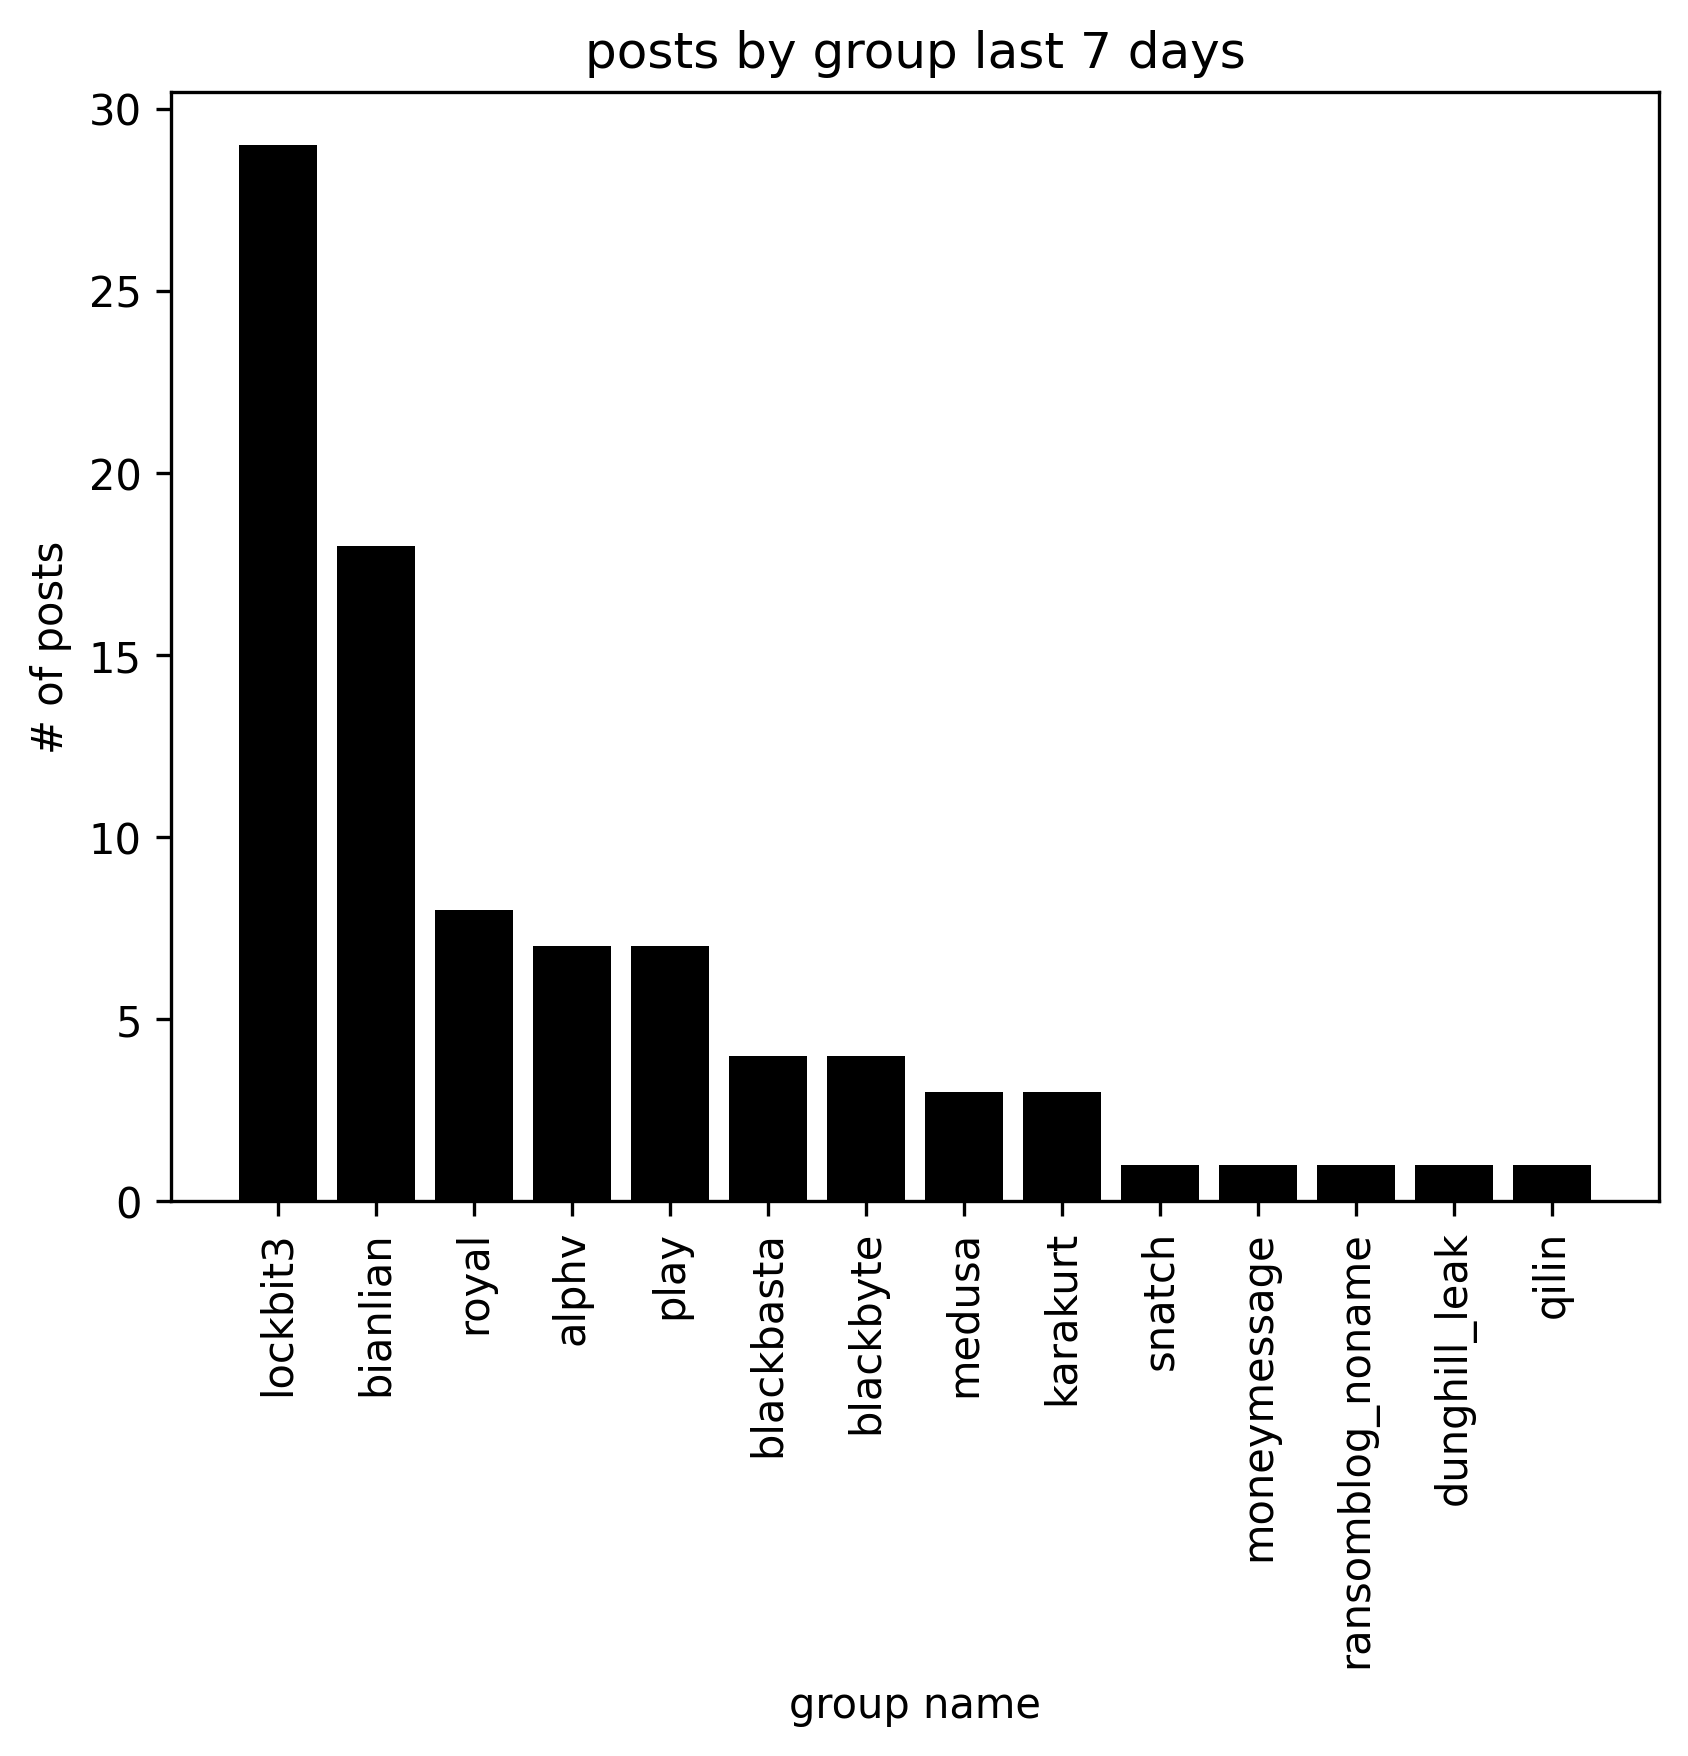 posts by group last 7 days
30
25
20
15
10
5
0
# of posts
lockbit3
bianlian
royal
alphv
play
blackbasta
blackbyte
medusa
karakurt
snatch
moneymessage
ransomblog_noname
dunghill_leak
qilin
group name